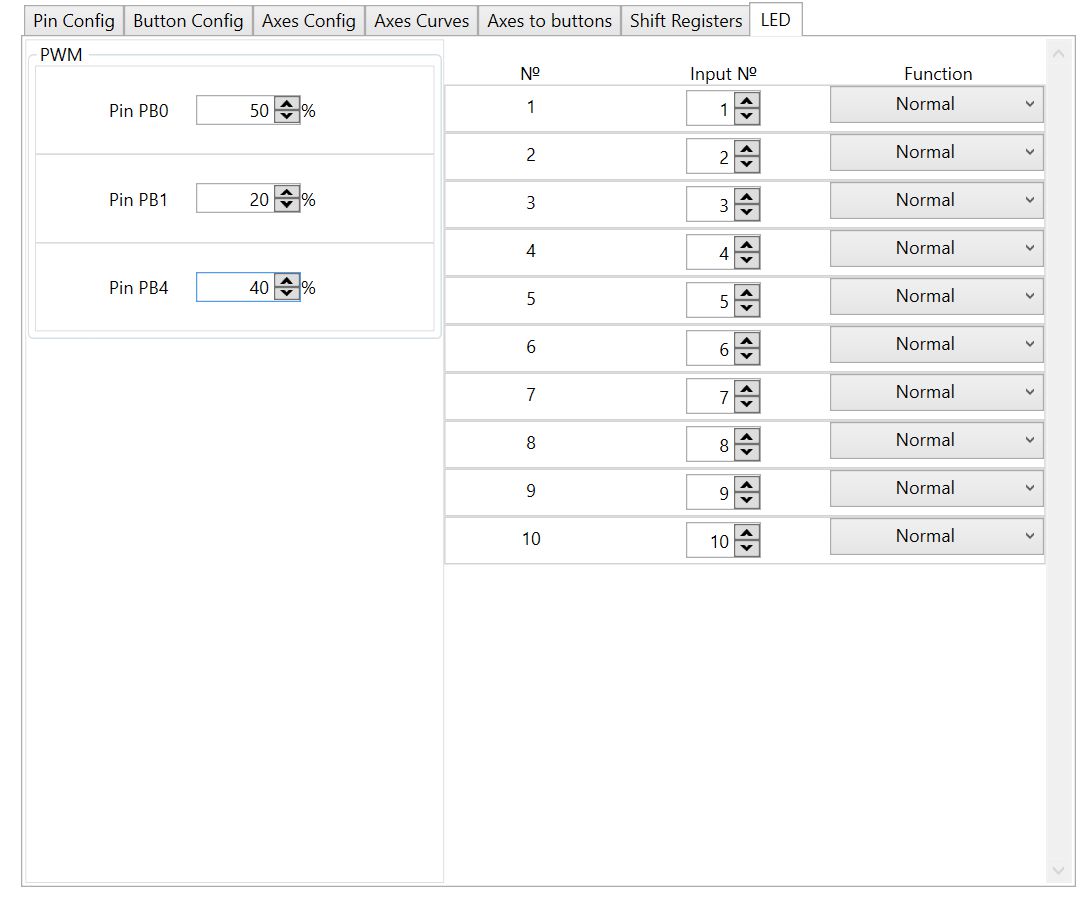 Pin Config Button Config Axes Config Axes Curves Axes to buttons Shift Registers LED
PWM
Pin PB0 50 %
Pin PB1 20 %
Pin PB4 40 %
Nº Input Nº Function
1 1 Normal
2 2 Normal
3 3 Normal
4 4 Normal
5 5 Normal
6 6 Normal
7 7 Normal
8 8 Normal
9 9 Normal
10 10 Normal